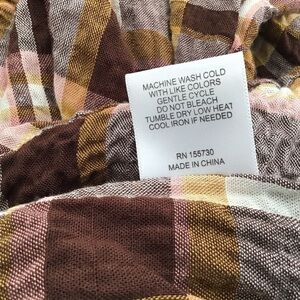 MACHINE WASH COLD
WITH LIKE COLORS
GENTLE CYCLE
DO NOT BLEACH
TUMBLE DRY LOW HEAT
COOL IRON IF NEEDED
RN 155730
MADE IN CHINA